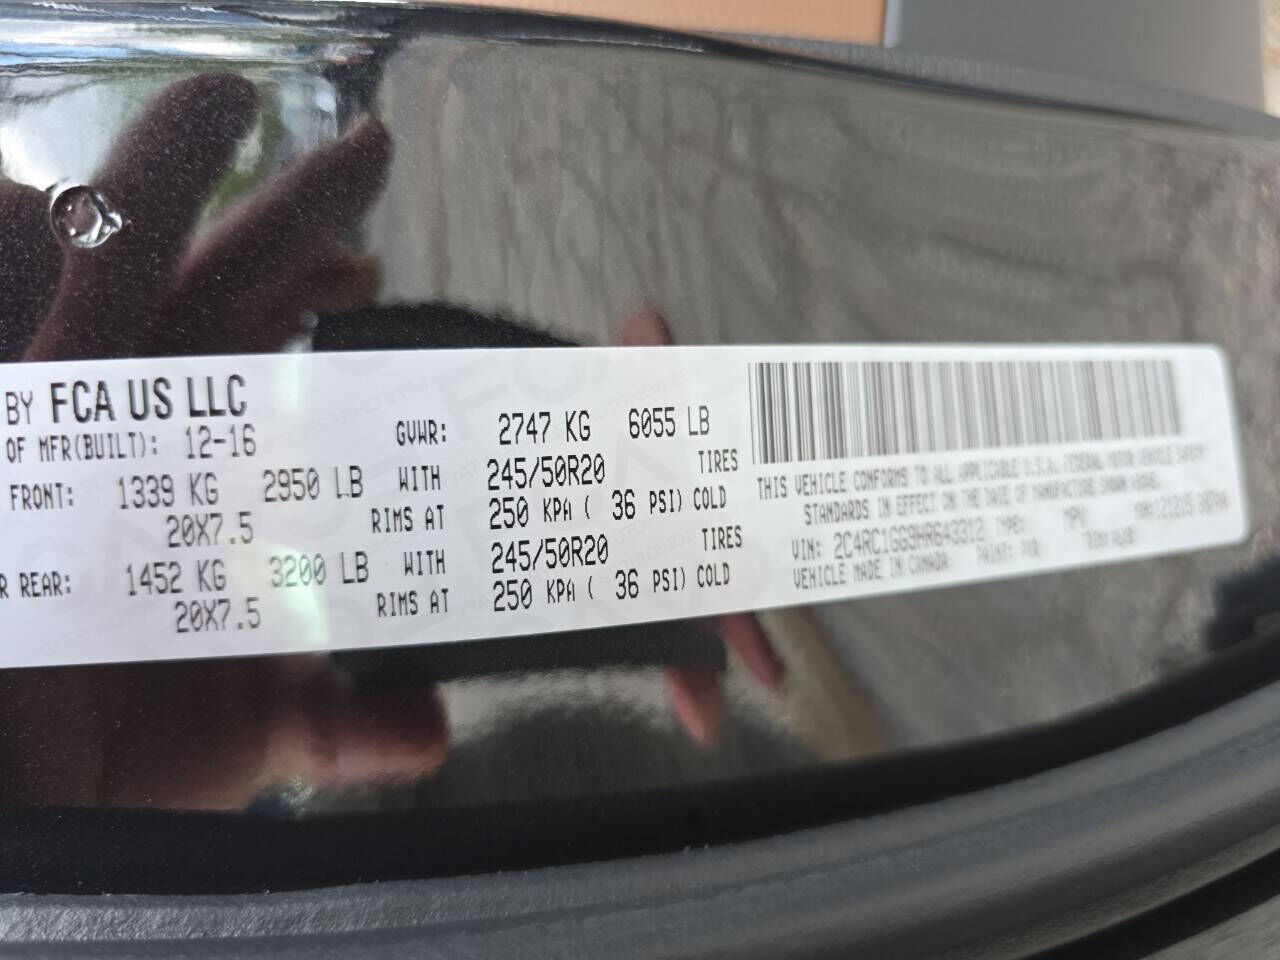 BY FCA US LLC
OF MFR(BUILT): 12-16 GVWR: 2747 KG 6055 LB
FRONT: 1339 KG 2950 LB WITH 245/50R20 TIRES
20X7.5 RIMS AT 250 KPA ( 36 PSI) COLD
R REAR: 1452 KG 3200 LB WITH 245/50R20 TIRES
20X7.5 RIMS AT 250 KPA ( 36 PSI) COLD
THIS VEHICLE CONFORMS TO ALL APPLICABLE U.S.A. FEDERAL MOTOR VEHICLE SAFETY
STANDARDS IN EFFECT ON THE DATE OF MANUFACTURE SHOWN ABOVE.
VIN: 2C4RC1GG9HR643312 TYPE: MPV
VEHICLE MADE IN CANADA PAINT: